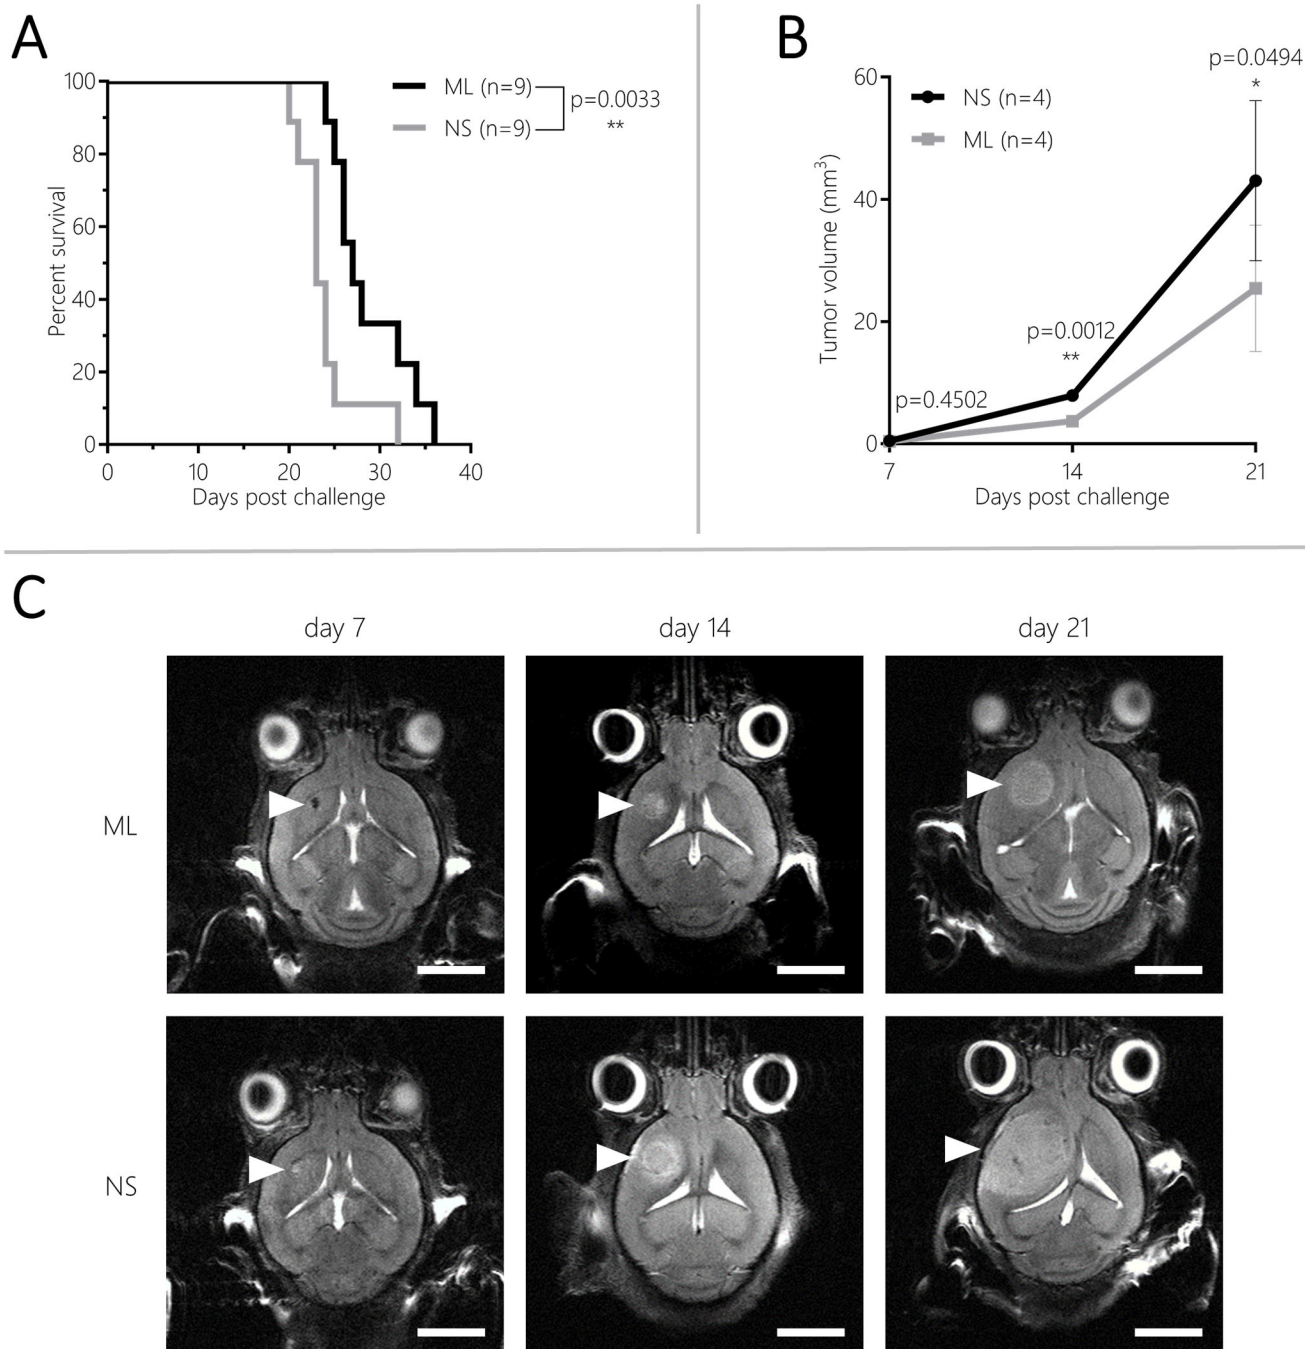 A
100
80
60
40
20
0
Percent survival
0 10 20 30 40
Days post challenge
ML (n=9)
NS (n=9)
p=0.0033
**
B
60
40
20
0
Tumor volume (mm³)
7 14 21
Days post challenge
NS (n=4)
ML (n=4)
p=0.4502
p=0.0012
**
p=0.0494
*
C
day 7 day 14 day 21
ML
NS